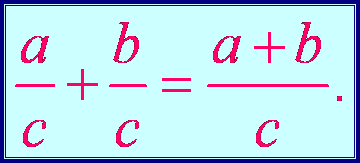 a/c + b/c = (a + b)/c.